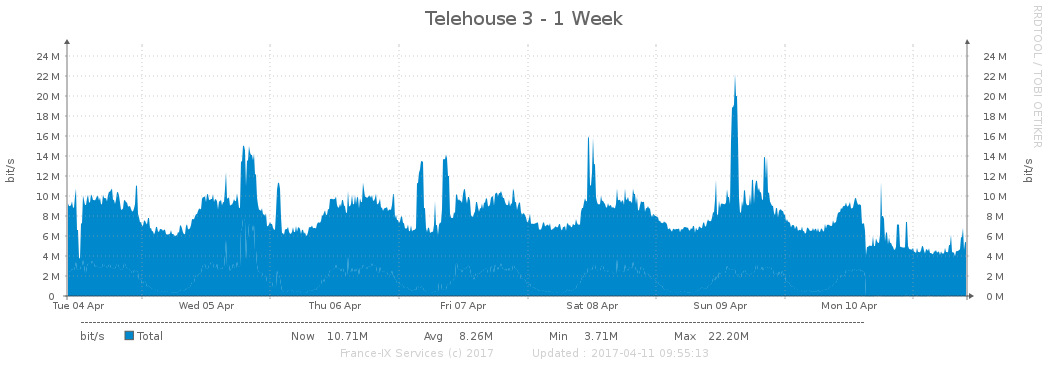 Telehouse 3 - 1 Week
RRDTOOL / TOBI OETIKER
bit/s
bit/s
24 M 24 M
22 M 22 M
20 M 20 M
18 M 18 M
16 M 16 M
14 M 14 M
12 M 12 M
10 M 10 M
8 M 8 M
6 M 6 M
4 M 4 M
2 M 2 M
0 0 M
Tue 04 Apr Wed 05 Apr Thu 06 Apr Fri 07 Apr Sat 08 Apr Sun 09 Apr Mon 10 Apr
bit/s Total Now 10.71M Avg 8.26M Min 3.71M Max 22.20M
France-IX Services (c) 2017 Updated : 2017-04-11 09:55:13